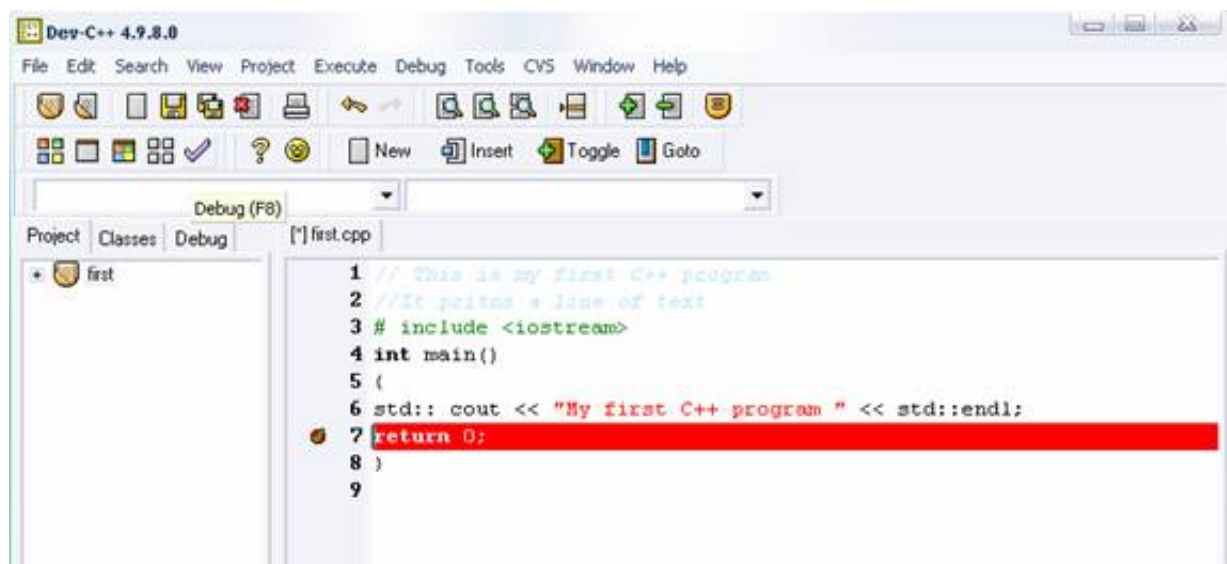 Dev-C++ 4.9.8.0
File Edit Search View Project Execute Debug Tools CVS Window Help
New Insert Toggle Goto
Debug (F8)
Project Classes Debug
[*] first.cpp
first
1 // This is my first C++ program
2 //It pritns a line of text
3 # include <iostream>
4 int main()
5 {
6 std:: cout << "My first C++ program " << std::endl;
7 return 0;
8 }
9